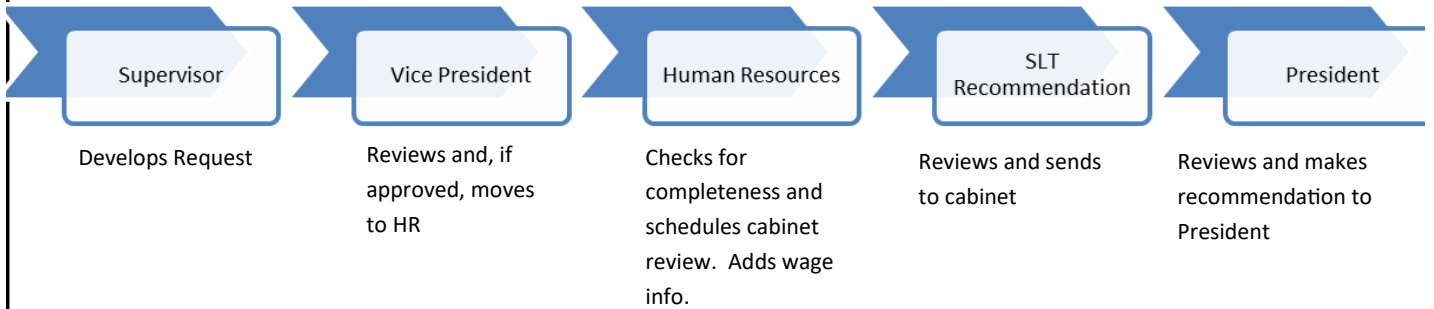 Supervisor
Develops Request
Vice President
Reviews and, if
approved, moves
to HR
Human Resources
Checks for
completeness and
schedules cabinet
review.  Adds wage
info.
SLT
Recommendation
Reviews and sends
to cabinet
President
Reviews and makes
recommendation to
President